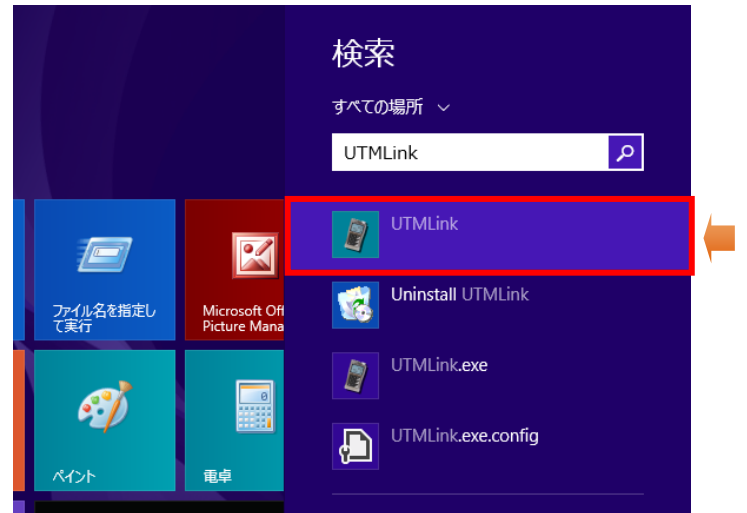 検索
すべての場所
UTMLink
UTMLink
Uninstall UTMLink
UTMLink.exe
UTMLink.exe.config
ファイル名を指定し
て実行
Microsoft Off
Picture Mana
ペイント
電卓
0